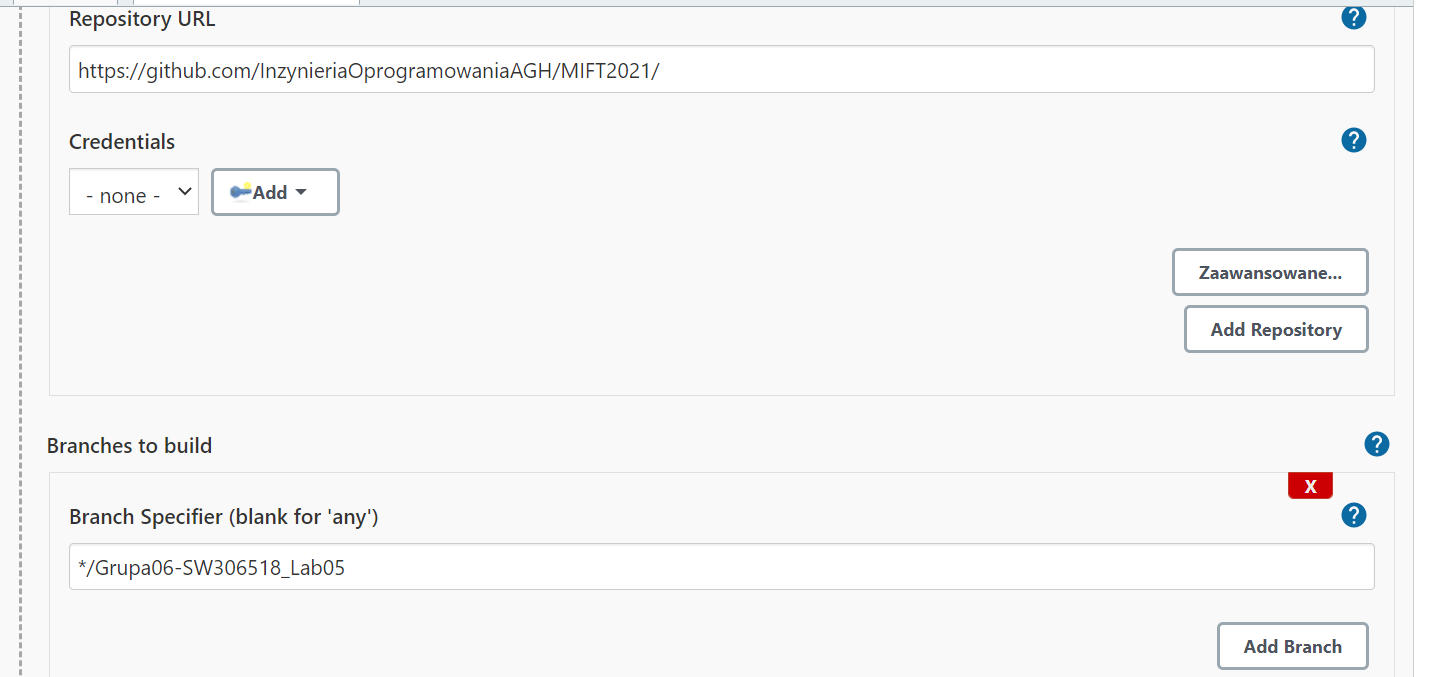 Repository URL
?
https://github.com/InzynieriaOprogramowaniaAGH/MIFT2021/
Credentials
?
- none -
Add
Zaawansowane...
Add Repository
Branches to build
?
X
Branch Specifier (blank for 'any')
?
*/Grupa06-SW306518_Lab05
Add Branch